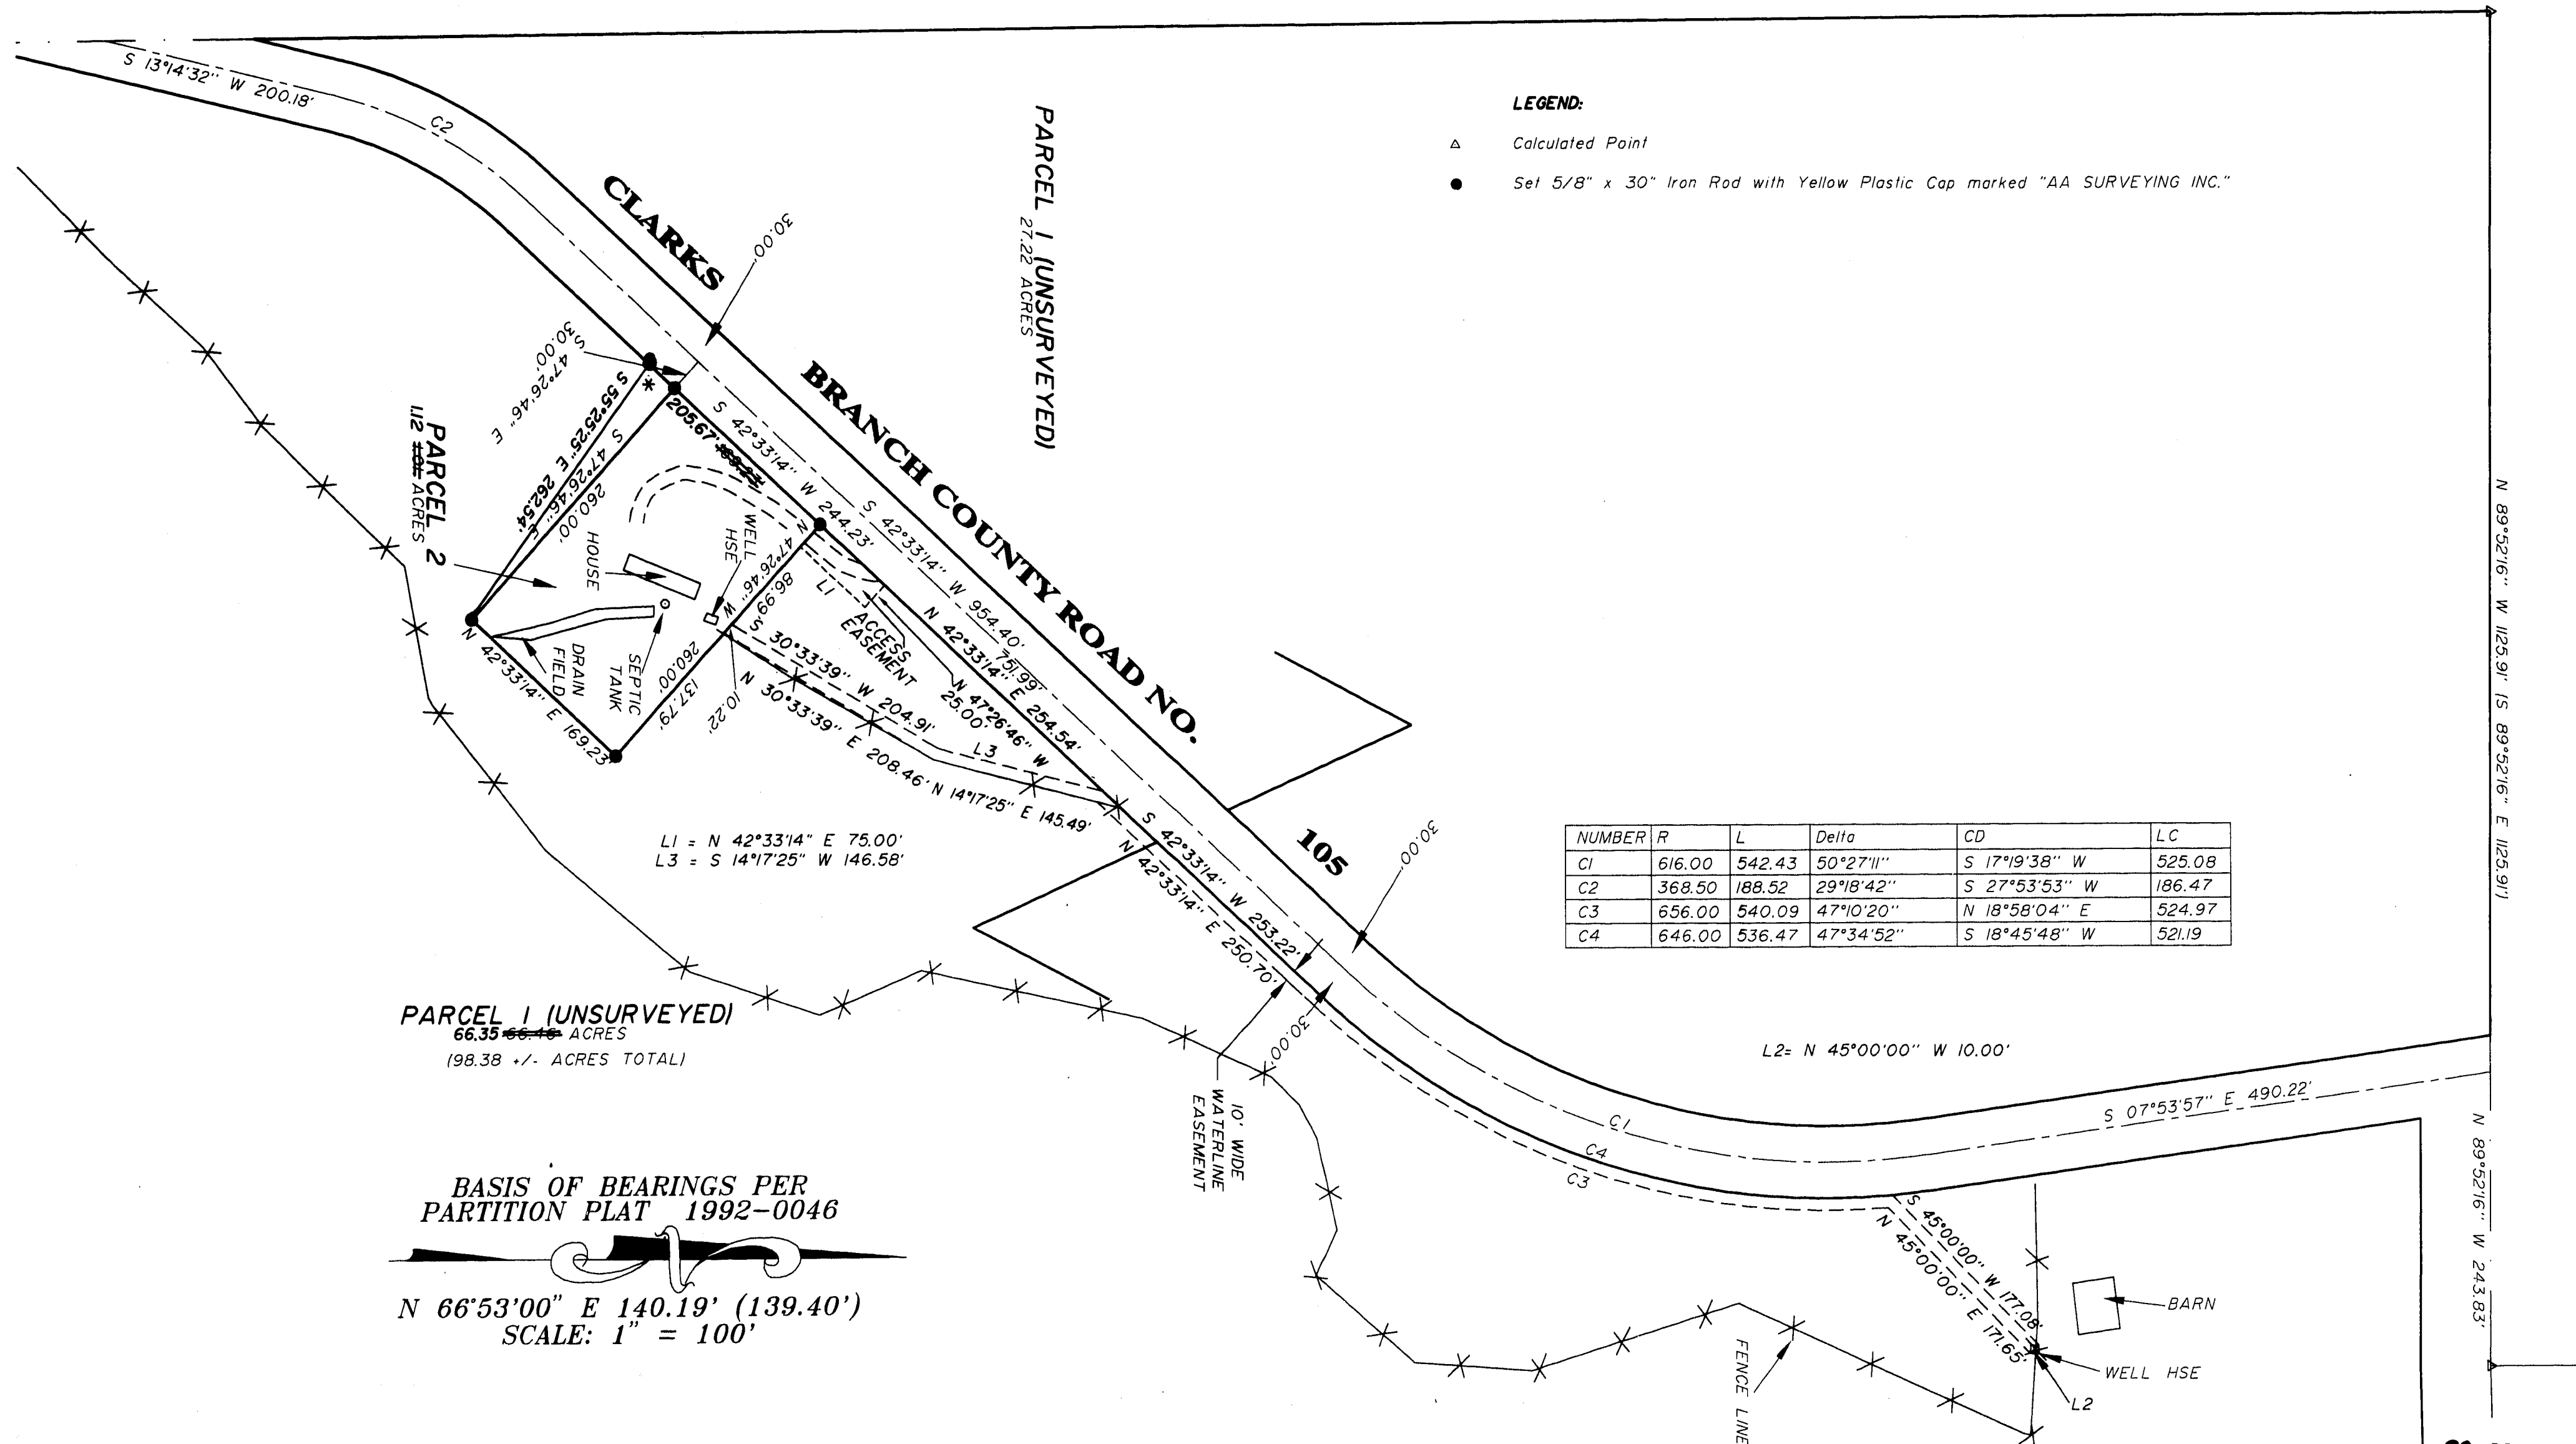 S 13°14'32" W 200.18'
C2
CLARKS
BRANCH COUNTY ROAD NO.
105
30.00'
PARCEL 1 (UNSURVEYED)
27.22 ACRES
LEGEND:
Calculated Point
Set 5/8" x 30" Iron Rod with Yellow Plastic Cap marked "AA SURVEYING INC."
N 89°52'16" W 1125.91' (S 89°52'16" E 1125.91')
S 47°26'46" E
30.00'
*
S 55°25'25" E 262.54'
S 47°26'46" E
260.00'
205.67' 169.23'
S 42°33'14" W 244.23'
S 42°33'14" W 954.40'
751.99'
PARCEL 2
1.12 1.01 ACRES
HOUSE
WELL
HSE
N 47°26'46" W
86.99'
L1
ACCESS
EASEMENT
N 42°33'14" E 254.54'
N 47°26'46" W
25.00'
DRAIN
FIELD
SEPTIC
TANK
260.00'
137.79'
10.22'
N 42°33'14" E 169.23'
S 30°33'39" W 204.91'
N 30°33'39" E 208.46'
L3
N 14°17'25" E 145.49'
L1 = N 42°33'14" E 75.00'
L3 = S 14°17'25" W 146.58'
S 42°33'14" W 253.22'
N 42°33'14" E 250.70'
30.00'
30.00'
NUMBER R L Delta CD LC
C1 616.00 542.43 50°27'11" S 17°19'38" W 525.08
C2 368.50 188.52 29°18'42" S 27°53'53" W 186.47
C3 656.00 540.09 47°10'20" N 18°58'04" E 524.97
C4 646.00 536.47 47°34'52" S 18°45'48" W 521.19
PARCEL 1 (UNSURVEYED)
66.35 66.46 ACRES
(98.38 +/- ACRES TOTAL)
L2= N 45°00'00" W 10.00'
10' WIDE
WATERLINE
EASEMENT
C1
C4
C3
S 07°53'57" E 490.22'
N 89°52'16" W 243.83'
S 45°00'00" W 177.08'
N 45°00'00" E 171.65'
BARN
WELL HSE
L2
FENCE LINE
BASIS OF BEARINGS PER
PARTITION PLAT 1992-0046
N 66°53'00" E 140.19' (139.40')
SCALE: 1" = 100'